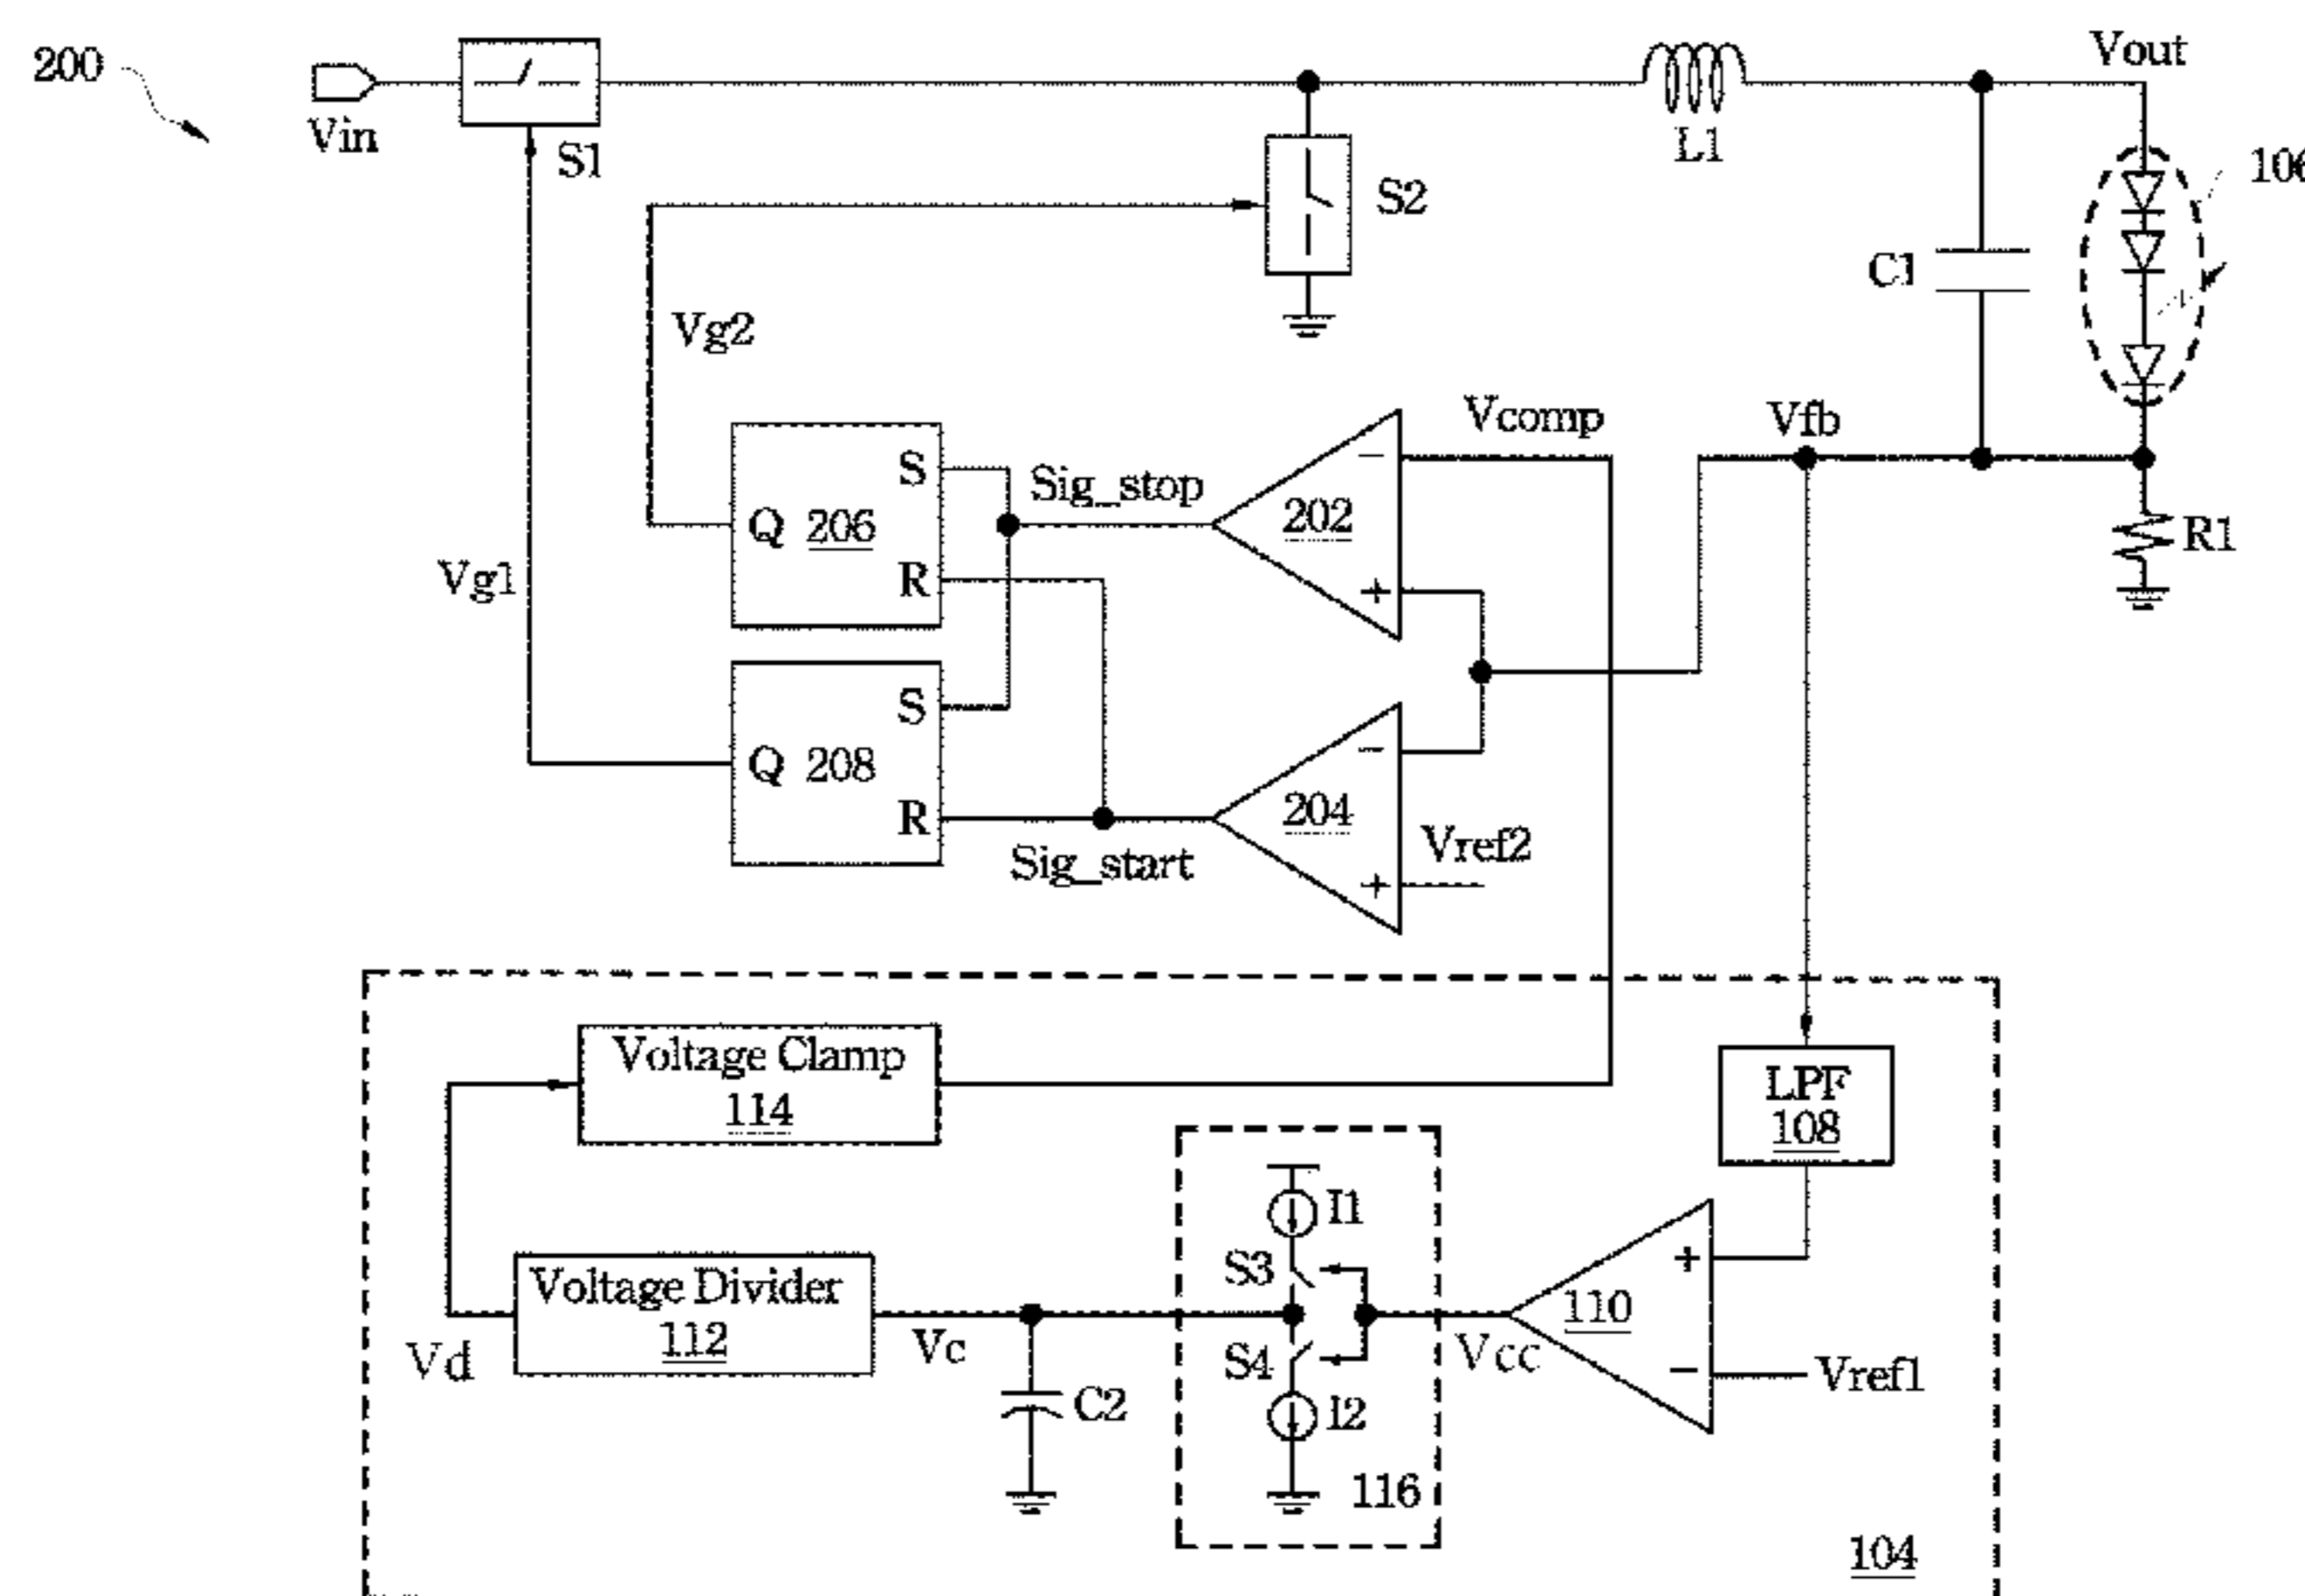 200
Vin
S1
S2
L1
Vout
C1
Vg2
Vcomp
Vfb
S
Sig_stop
202
Q 206
R
R1
Vg1
S
Q 208
204
R
Sig_start
Vref2
Voltage Clamp
114
LPF
108
I1
S3
Voltage Divider
112
110
Vd
Vc
S4
Vcc
Vref1
C2
I2
116
104